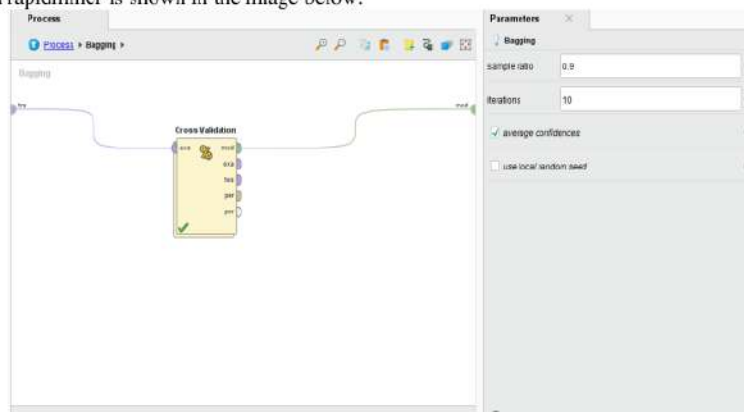 rapidminer is shown in the image below.
Process
Process ▸ Bagging ▸
Bagging
Cross Validation
exa
mod
exa
tes
per
per
mod
Parameters
Bagging
sample ratio
0.9
iterations
10
average confidences
use local random seed